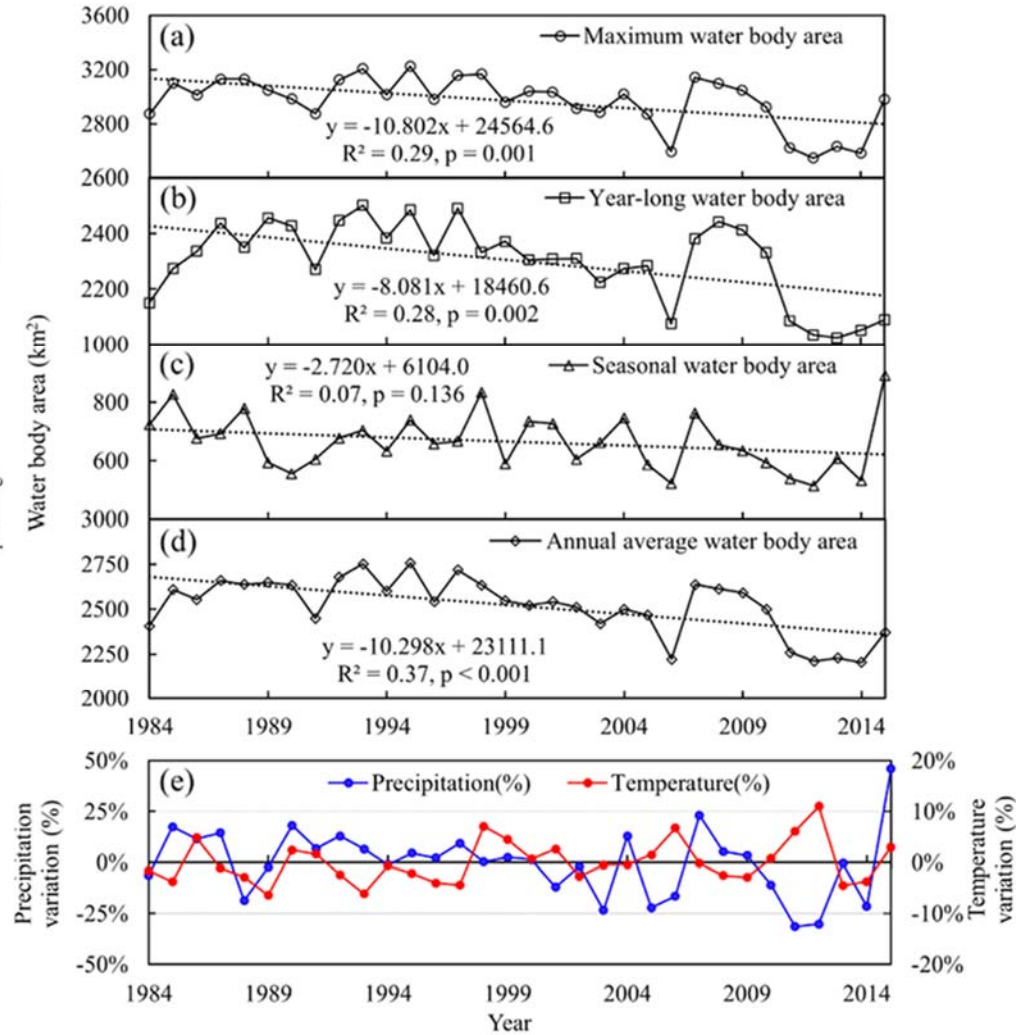 3600
(a)
Maximum water body area
3200
2800
y = -10.802x + 24564.6
R² = 0.29, p = 0.001
2600
(b)
Year-long water body area
2400
2200
y = -8.081x + 18460.6
R² = 0.28, p = 0.002
1000
(c)
y = -2.720x + 6104.0
R² = 0.07, p = 0.136
Seasonal water body area
800
600
3000
(d)
Annual average water body area
2750
2500
2250
y = -10.298x + 23111.1
R² = 0.37, p < 0.001
2000
Water body area (km²)
1984 1989 1994 1999 2004 2009 2014
50% 20%
(e)
Precipitation(%) Temperature(%)
25% 10%
0% 0%
-25% -10%
-50% -20%
Precipitation
variation (%)
Temperature
variation (%)
1984 1989 1994 1999 2004 2009 2014
Year